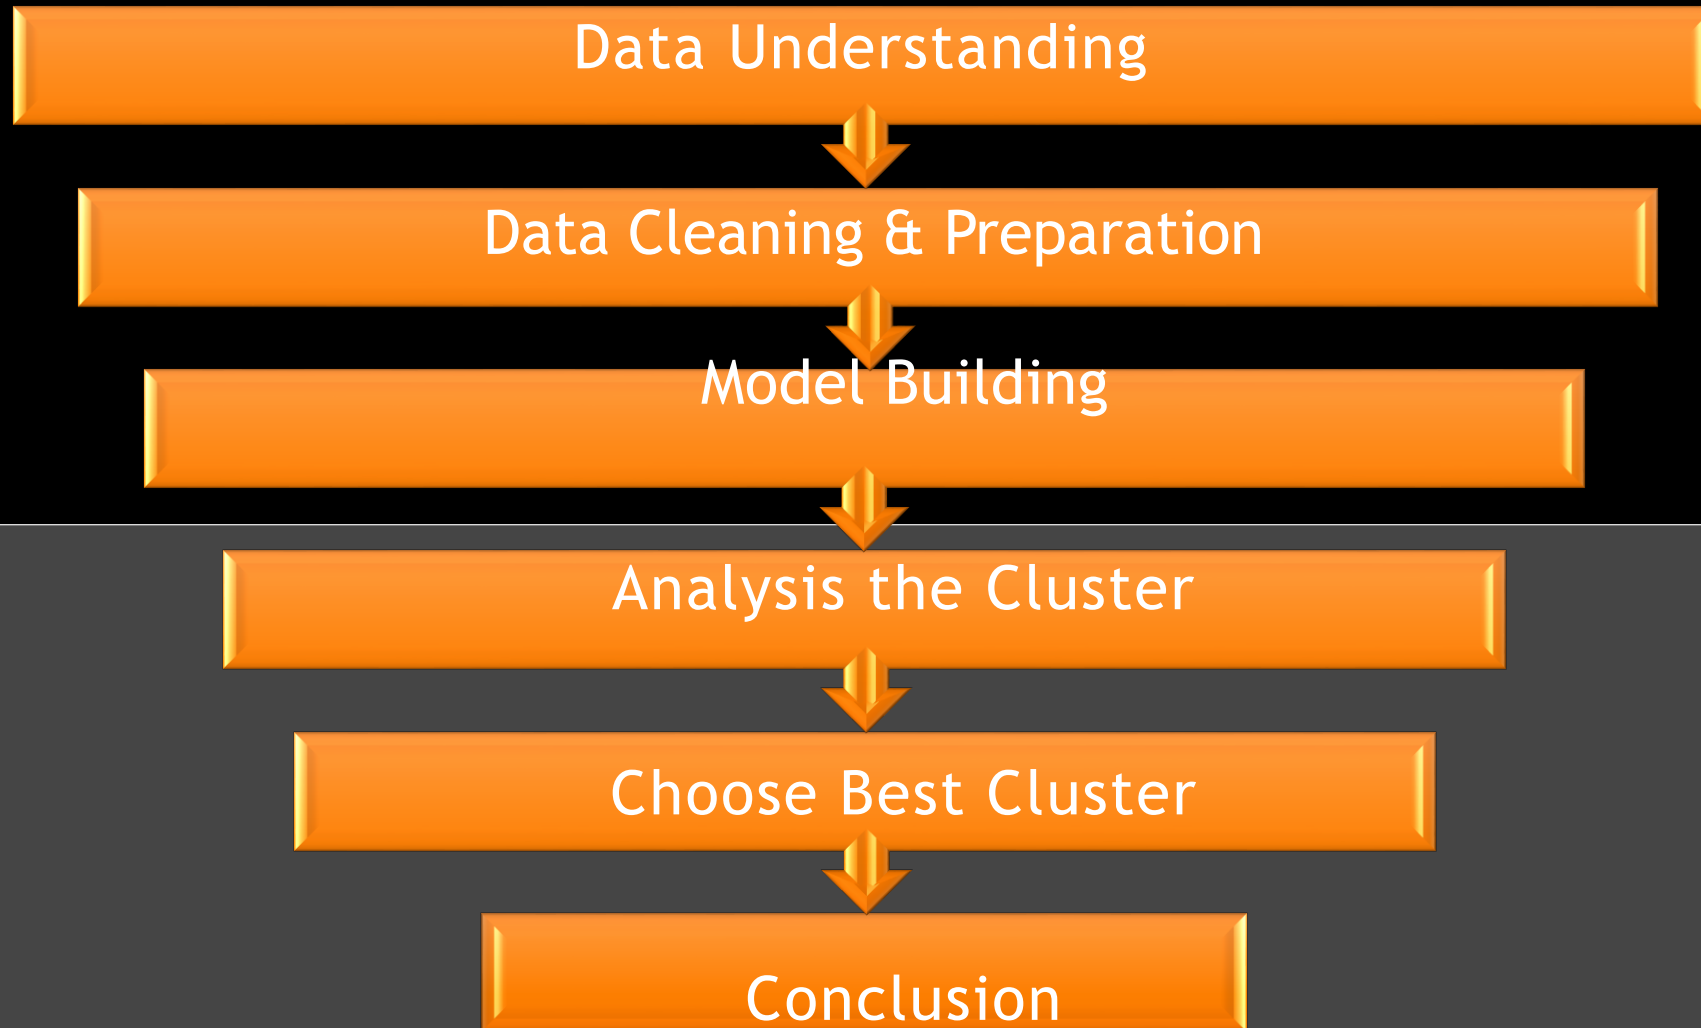 Data Understanding
Data Cleaning & Preparation
Model Building
Analysis the Cluster
Choose Best Cluster
Conclusion